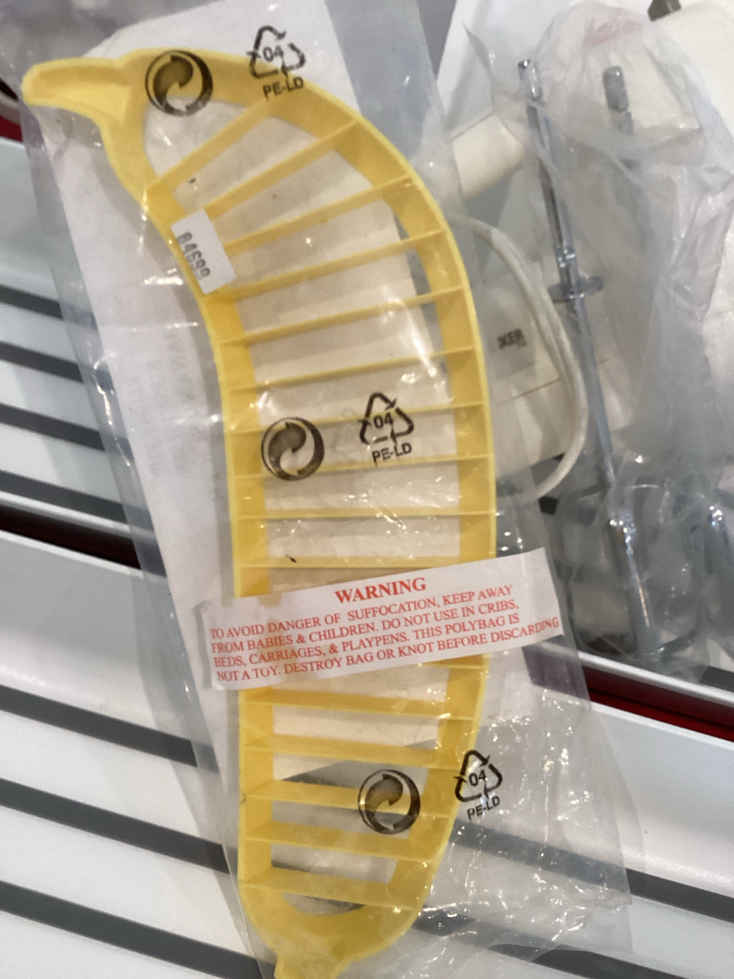 04
PE-LD
84698
04
PE-LD
WARNING
TO AVOID DANGER OF SUFFOCATION, KEEP AWAY
FROM BABIES & CHILDREN. DO NOT USE IN CRIBS,
BEDS, CARRIAGES, & PLAYPENS. THIS POLYBAG IS
NOT A TOY. DESTROY BAG OR KNOT BEFORE DISCARDING
04
PE-LD